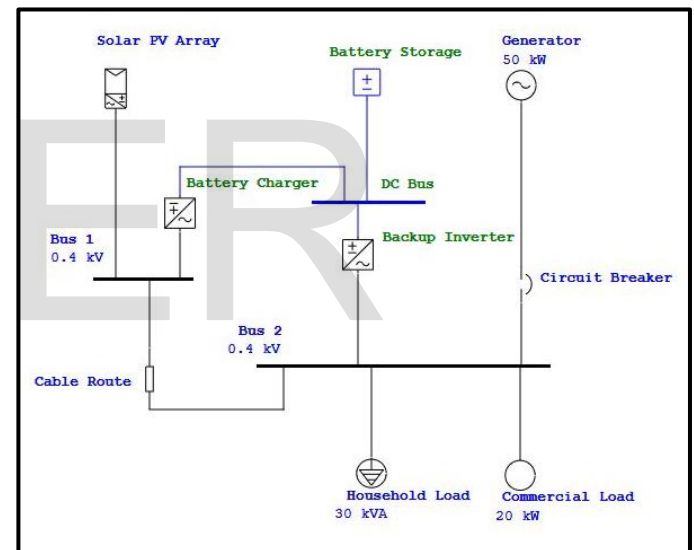 Solar PV Array
Battery Storage
Generator
50 kW
ER
Battery Charger
DC Bus
Bus 1
0.4 kV
Backup Inverter
Circuit Breaker
Bus 2
0.4 kV
Cable Route
Household Load
30 kVA
Commercial Load
20 kW